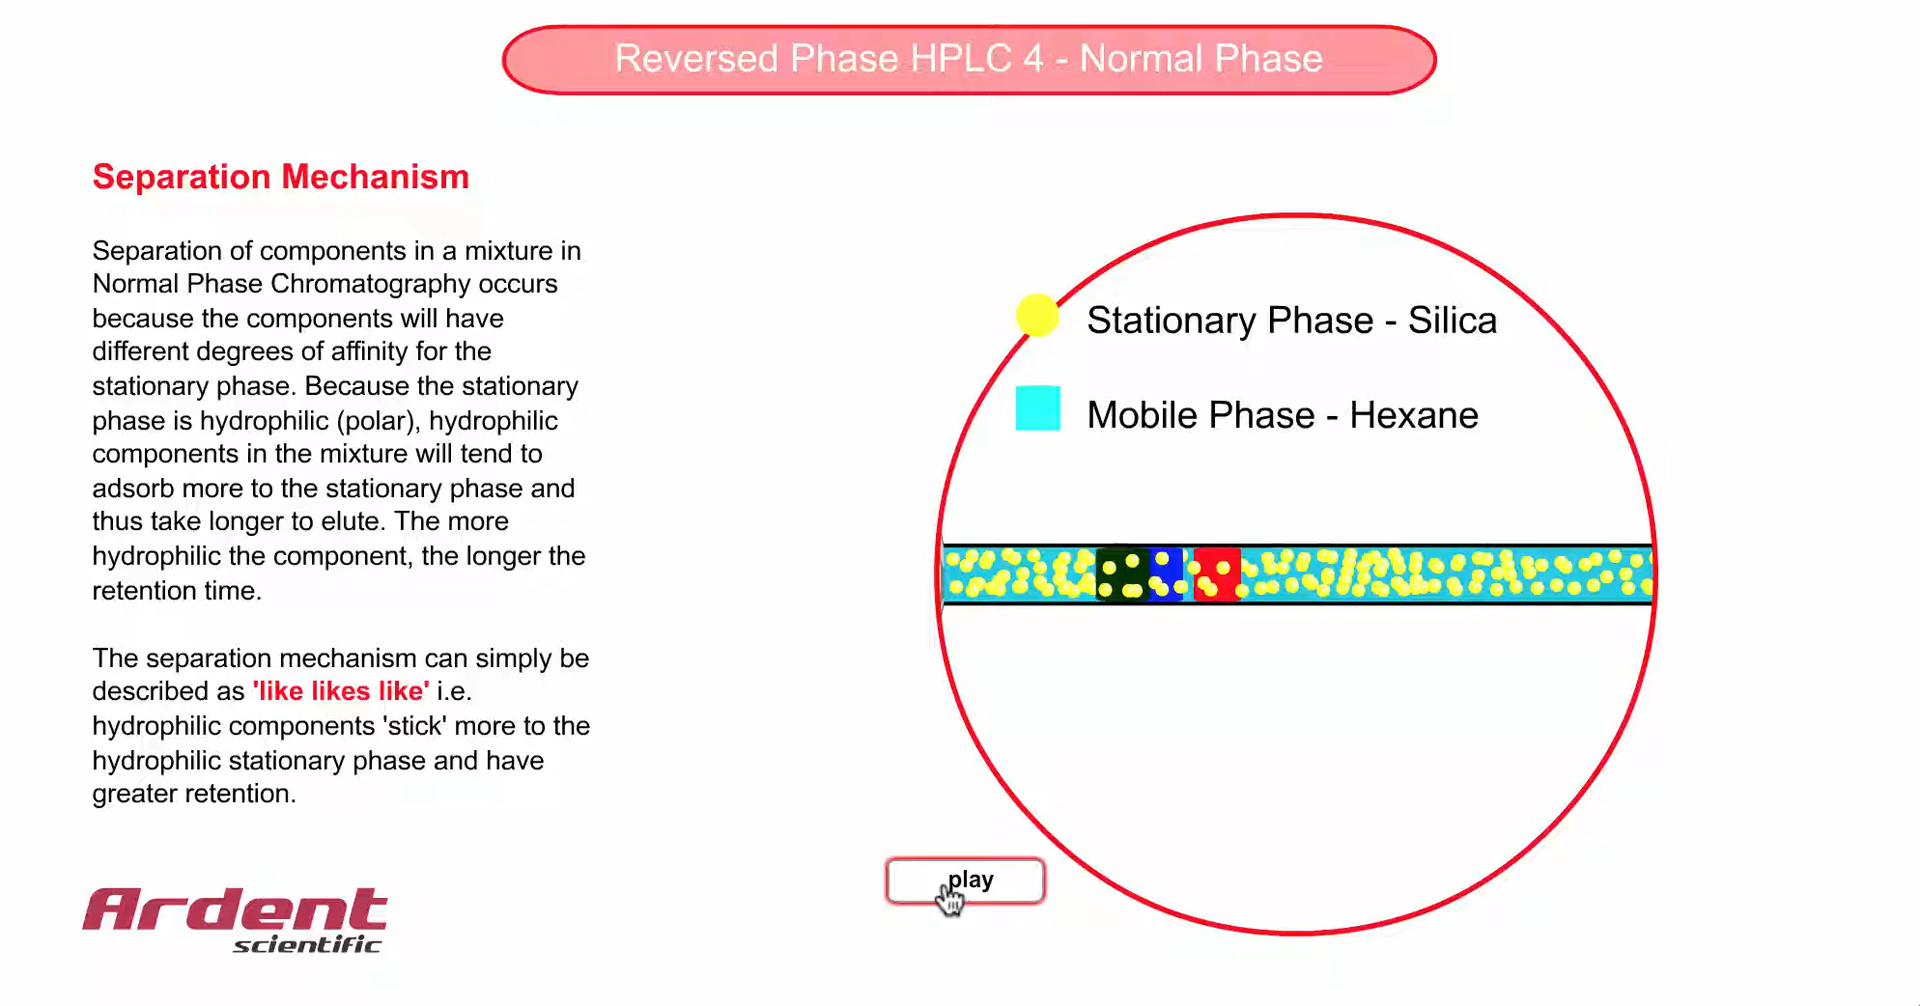 Reversed Phase HPLC 4 - Normal Phase
Separation Mechanism
Separation of components in a mixture in
Normal Phase Chromatography occurs
because the components will have
different degrees of affinity for the
stationary phase. Because the stationary
phase is hydrophilic (polar), hydrophilic
components in the mixture will tend to
adsorb more to the stationary phase and
thus take longer to elute. The more
hydrophilic the component, the longer the
retention time.
The separation mechanism can simply be
described as 'like likes like' i.e.
hydrophilic components 'stick' more to the
hydrophilic stationary phase and have
greater retention.
Stationary Phase - Silica
Mobile Phase - Hexane
play
Ardent
scientific